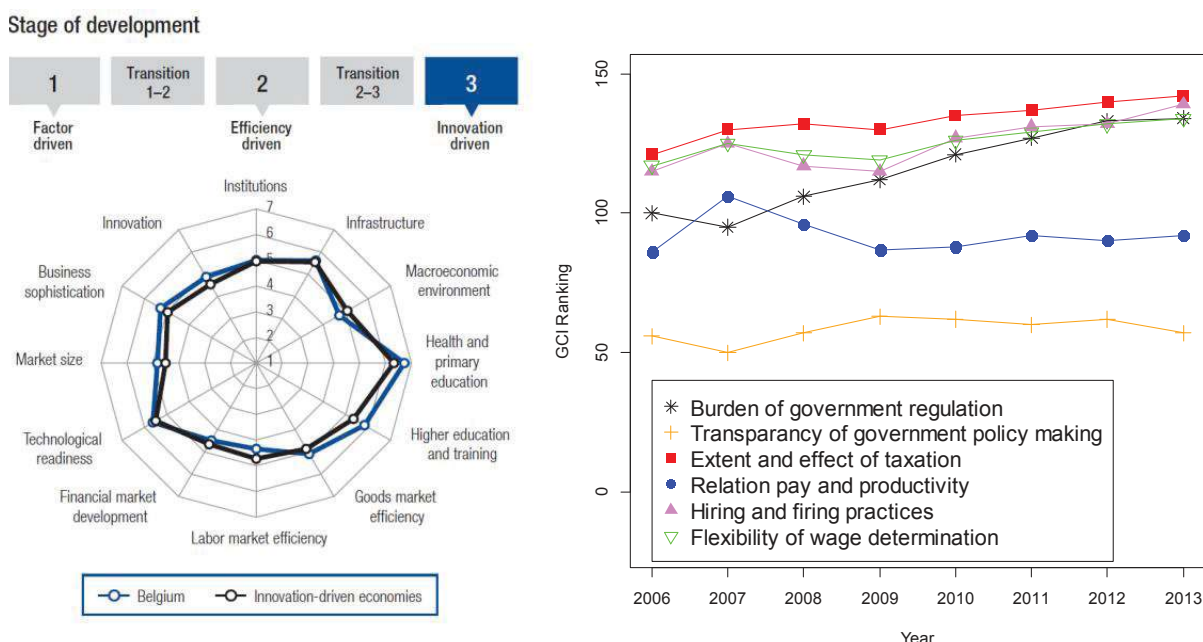 Stage of development
1
Transition
1–2
2
Transition
2–3
3
Factor
driven
Efficiency
driven
Innovation
driven
Institutions
Infrastructure
Macroeconomic
environment
Health and
primary
education
Higher education
and training
Goods market
efficiency
Labor market efficiency
Financial market
development
Technological
readiness
Market size
Business
sophistication
Innovation
7
6
5
4
3
2
1
Belgium
Innovation-driven economies
GCI Ranking
150
100
50
0
Burden of government regulation
Transparancy of government policy making
Extent and effect of taxation
Relation pay and productivity
Hiring and firing practices
Flexibility of wage determination
2006 2007 2008 2009 2010 2011 2012 2013
Year